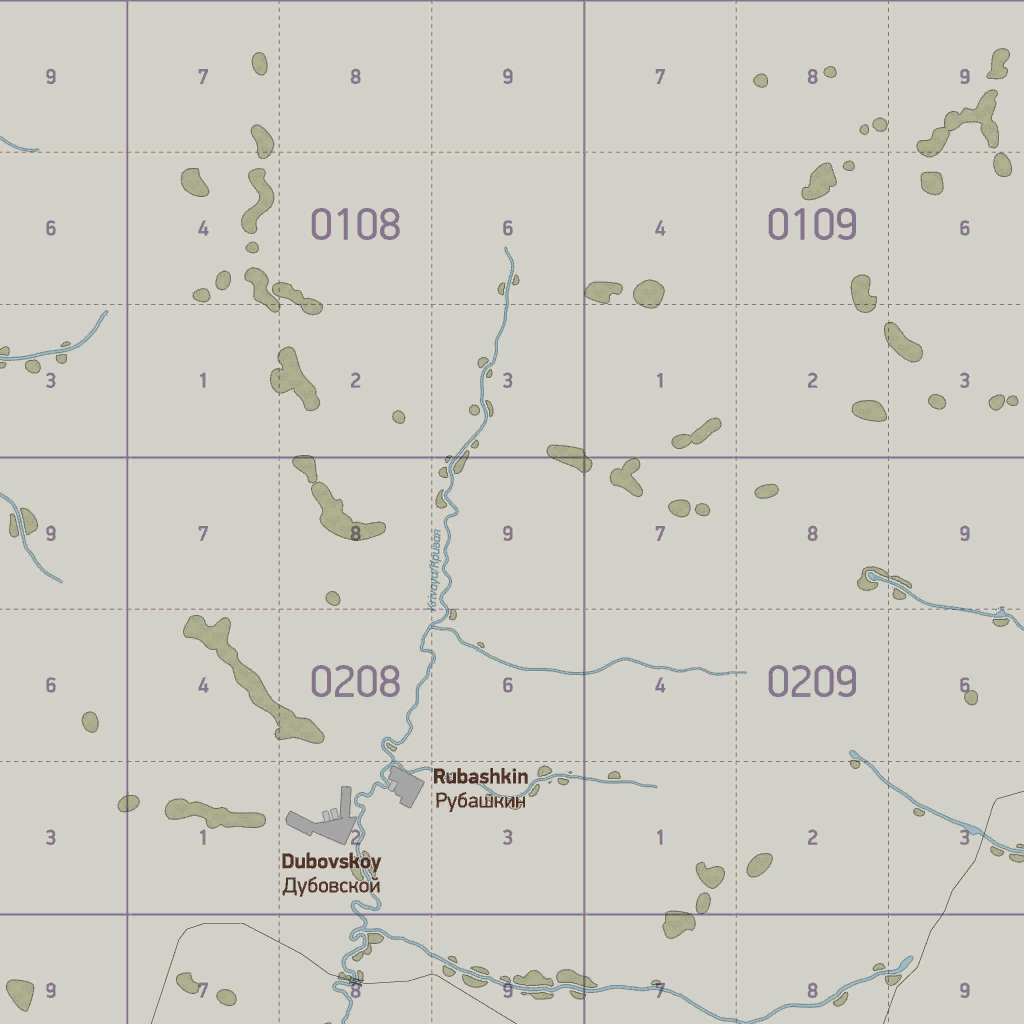 9 7 8 9 7 8 9
0108 0109
6 4 6 4 6
3 1 2 3 1 2 3
9 7 8 9 7 8 9
Krivaya/Кривая
0208 0209
6 4 6 4 6
Rubashkin
Рубашкин
3 1 2 3 1 2 3
Dubovskoy
Дубовской
9 7 8 9 7 8 9